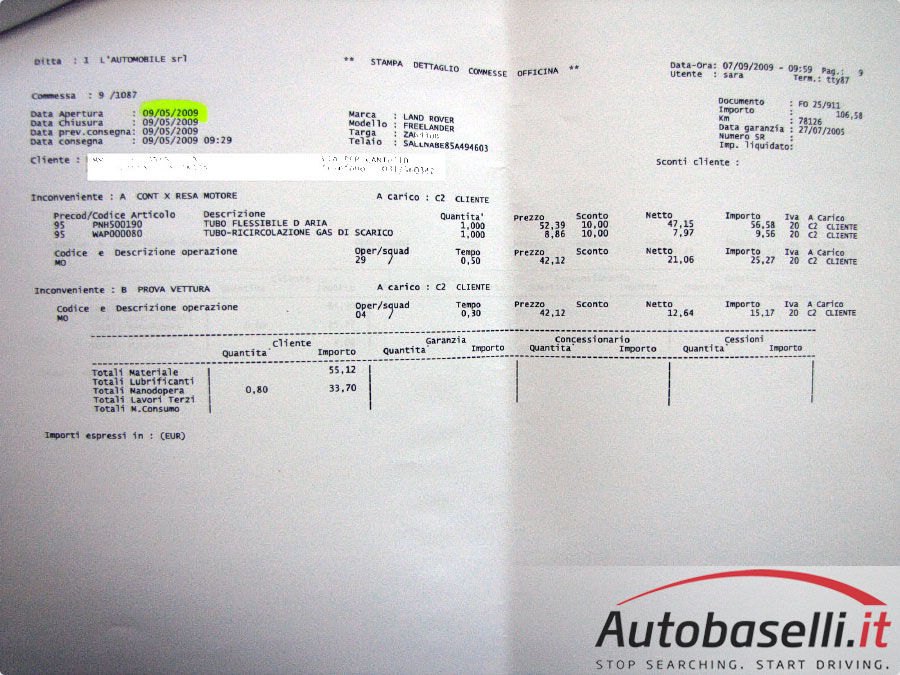 Ditta : 1 L'AUTOMOBILE srl
** STAMPA DETTAGLIO COMMESSE OFFICINA **
Data-Ora: 07/09/2009 - 09:59 Pag.: 9
Utente : sara Term.: tty87
Commessa : 9 /1087
Data Apertura : 09/05/2009
Data Chiusura : 09/05/2009
Data prev.consegna: 09/05/2009
Data consegna : 09/05/2009 09:29
Marca : LAND ROVER
Modello : FREELANDER
Targa :
Telaio : SALLNABE85A494603
Documento : FO 25/911
Importo : 106,58
Km : 78126
Data garanzia : 27/05/2005
Numero SR :
Imp. liquidato:
Cliente :
Sconti cliente :
Inconveniente : A CONT X RESA MOTORE A carico : C2 CLIENTE
Precod/Codice Articolo Descrizione Quantita' Prezzo Sconto Netto Importo Iva A Carico
95 PNH500190 TUBO FLESSIBILE D ARIA 1,000 52,39 10,00 47,15 56,58 20 C2 CLIENTE
95 WAP000080 TUBO-RICIRCOLAZIONE GAS DI SCARICO 1,000 8,86 10,00 7,97 9,56 20 C2 CLIENTE
Codice e Descrizione operazione Oper/squad Tempo Prezzo Sconto Netto Importo Iva A Carico
MO 29 / 0,50 42,12 21,06 25,27 20 C2 CLIENTE
Inconveniente : B PROVA VETTURA A carico : C2 CLIENTE
Codice e Descrizione operazione Oper/squad Tempo Prezzo Sconto Netto Importo Iva A Carico
MO 04 / 0,30 42,12 12,64 15,17 20 C2 CLIENTE
Cliente Garanzia Concessionario Cessioni
Quantita' Importo Quantita' Importo Quantita' Importo Quantita' Importo
Totali Materiale 55,12
Totali Lubrificanti
Totali Manodopera 0,80 33,70
Totali Lavori Terzi
Totali M.Consumo
Importi espressi in : (EUR)
Autobaselli.it
STOP SEARCHING. START DRIVING.